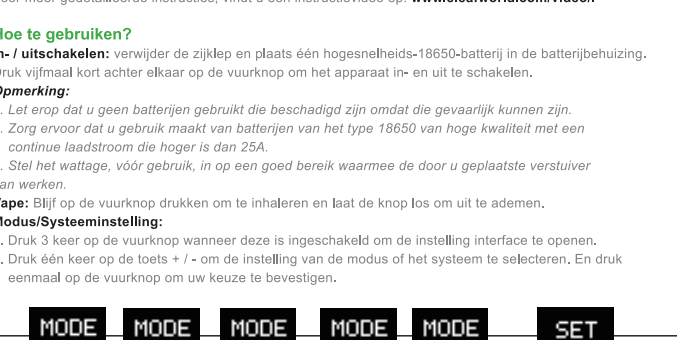 Hoe te gebruiken?
n- / uitschakelen: verwijder de zijklep en plaats één hogesnelheids-18650-batterij in de batterijbehuizing.
Druk vijfmaal kort achter elkaar op de vuurknop om het apparaat in- en uit te schakelen.
Opmerking:
. Let erop dat u geen batterijen gebruikt die beschadigd zijn omdat die gevaarlijk kunnen zijn.
. Zorg ervoor dat u gebruik maakt van batterijen van het type 18650 van hoge kwaliteit met een
continue laadstroom die hoger is dan 25A.
. Stel het wattage, vóór gebruik, in op een goed bereik waarmee de door u geplaatste verstuiver
an werken.
Vape: Blijf op de vuurknop drukken om te inhaleren en laat de knop los om uit te ademen.
Modus/Systeeminstelling:
. Druk 3 keer op de vuurknop wanneer deze is ingeschakeld om de instelling interface te openen.
. Druk één keer op de toets + / - om de instelling van de modus of het systeem te selecteren. En druk
eenmaal op de vuurknop om uw keuze te bevestigen.
MODE MODE MODE MODE MODE SET